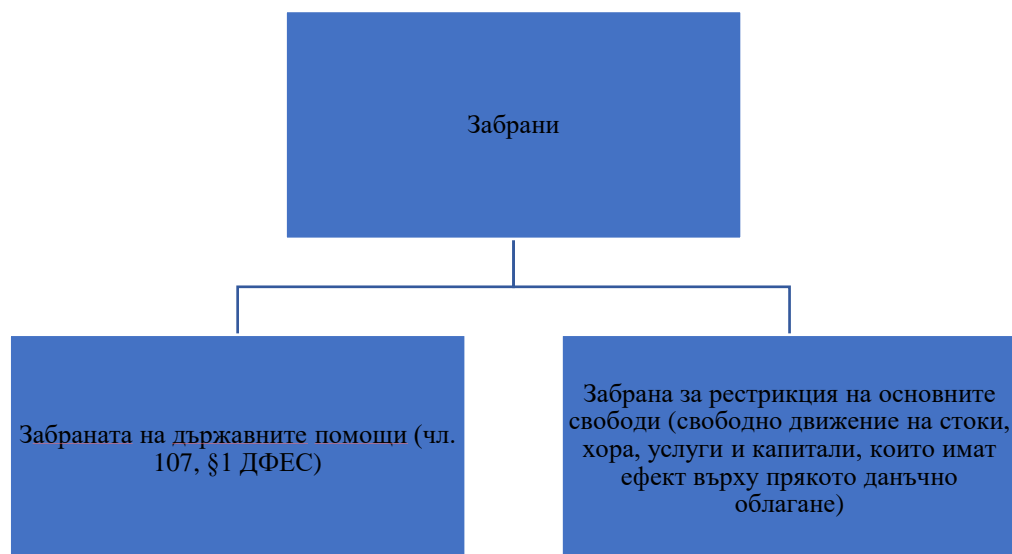 Забрани
Забраната на държавните помощи (чл.
107, §1 ДФЕС)
Забрана за рестрикция на основните
свободи (свободно движение на стоки,
хора, услуги и капитали, които имат
ефект върху прякото данъчно
облагане)